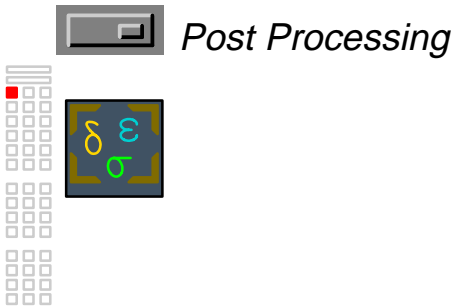 Post Processing
δ ε
σ